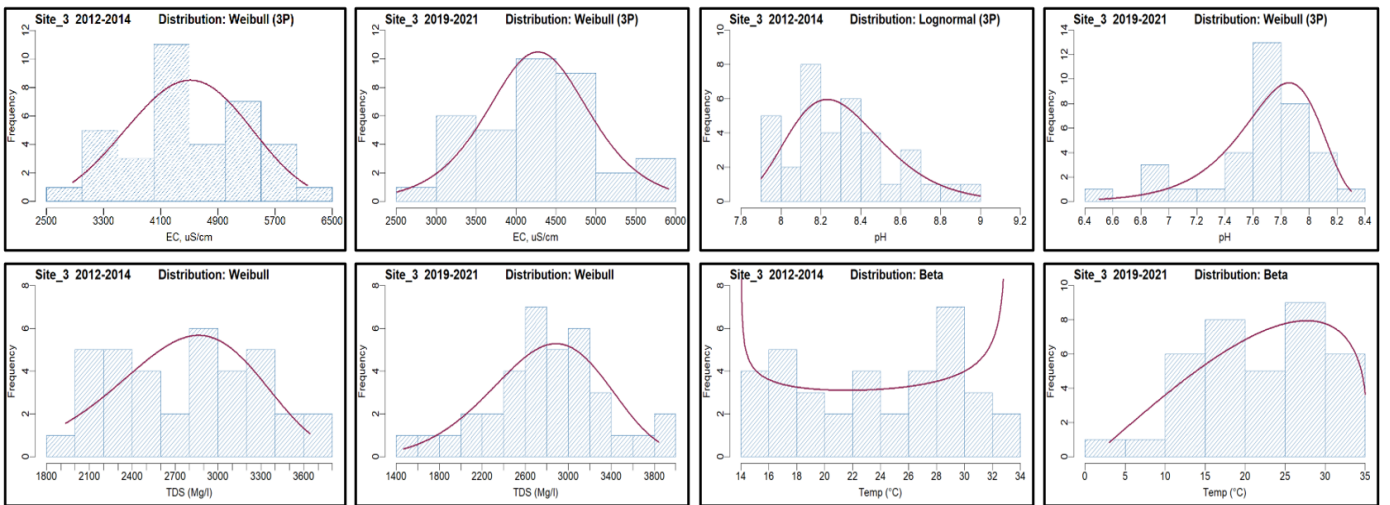 Site_3 2012-2014 Distribution: Weibull (3P)
Frequency
0 2 4 6 8 10 12
2500 3300 4100 4900 5700 6300
EC, uS/cm
Site_3 2019-2021 Distribution: Weibull (3P)
Frequency
0 2 4 6 8 10 12
2500 3000 3500 4000 4500 5000 5500 6000
EC, uS/cm
Site_3 2012-2014 Distribution: Lognormal (3P)
Frequency
0 2 4 6 8 10
7.8 8 8.2 8.4 8.6 8.8 9 9.2
pH
Site_3 2019-2021 Distribution: Weibull (3P)
Frequency
0 2 4 6 8 10 12 14
6.4 6.6 6.8 7 7.2 7.4 7.6 7.8 8 8.2 8.4
pH
Site_3 2012-2014 Distribution: Weibull
Frequency
0 2 4 6 8
1800 2100 2400 2700 3000 3300 3600
TDS (Mg/l)
Site_3 2019-2021 Distribution: Weibull
Frequency
0 2 4 6 8
1400 1800 2200 2600 3000 3400 3800
TDS (Mg/l)
Site_3 2012-2014 Distribution: Beta
Frequency
0 2 4 6 8
14 16 18 20 22 24 26 28 30 32 34
Temp (°C)
Site_3 2019-2021 Distribution: Beta
Frequency
0 2 4 6 8 10
0 5 10 15 20 25 30 35
Temp (°C)